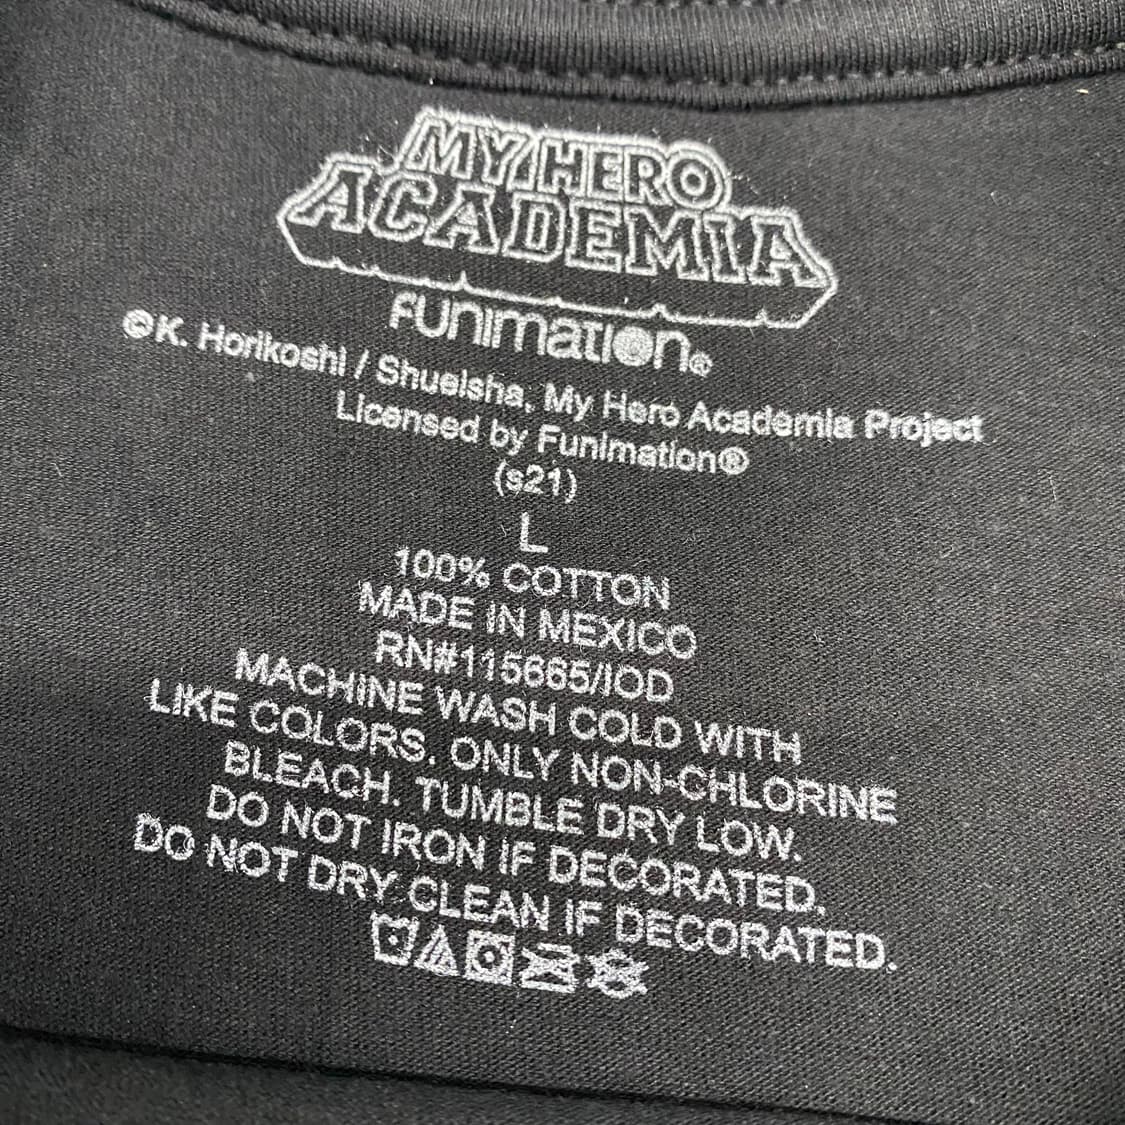 MY HERO
ACADEMIA
FUnimation®
©K. Horikoshi / Shueisha, My Hero Academia Project
Licensed by Funimation®
(s21)
L
100% COTTON
MADE IN MEXICO
RN#115665/IOD
MACHINE WASH COLD WITH
LIKE COLORS. ONLY NON-CHLORINE
BLEACH. TUMBLE DRY LOW.
DO NOT IRON IF DECORATED.
DO NOT DRY CLEAN IF DECORATED.